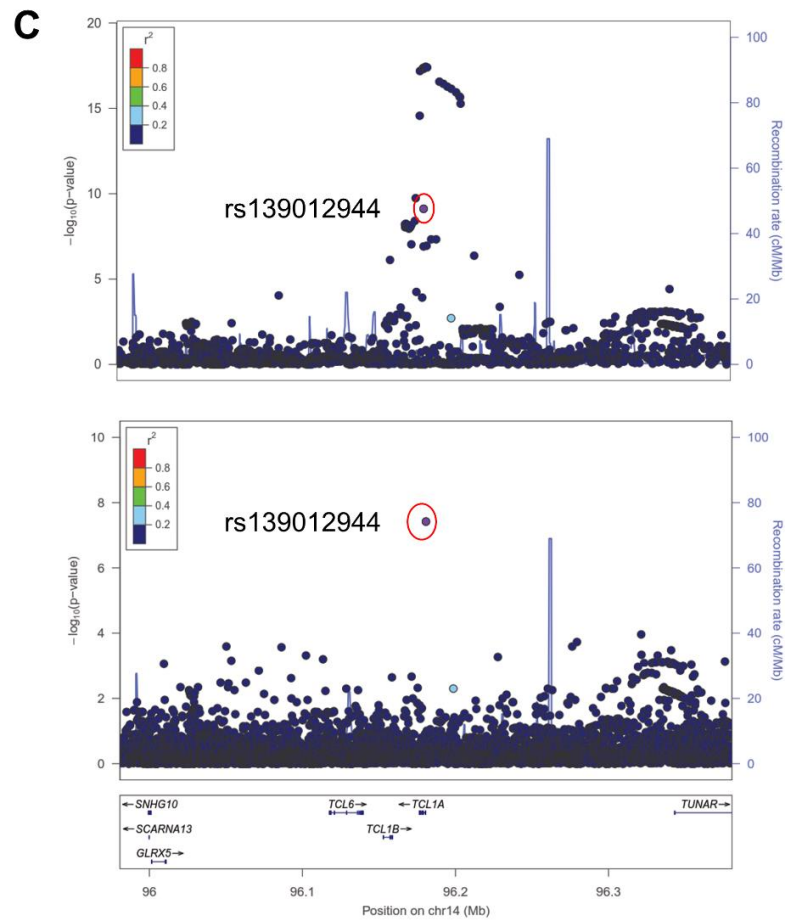 C
r²
0.8
0.6
0.4
0.2
20
15
10
5
0
−log₁₀(p−value)
100
80
60
40
20
0
Recombination rate (cM/Mb)
rs139012944
r²
0.8
0.6
0.4
0.2
10
8
6
4
2
0
−log₁₀(p−value)
100
80
60
40
20
0
Recombination rate (cM/Mb)
rs139012944
←SNHG10 TCL6→ ←TCL1A TUNAR→
←SCARNA13 TCL1B→
GLRX5→
96 96.1 96.2 96.3
Position on chr14 (Mb)